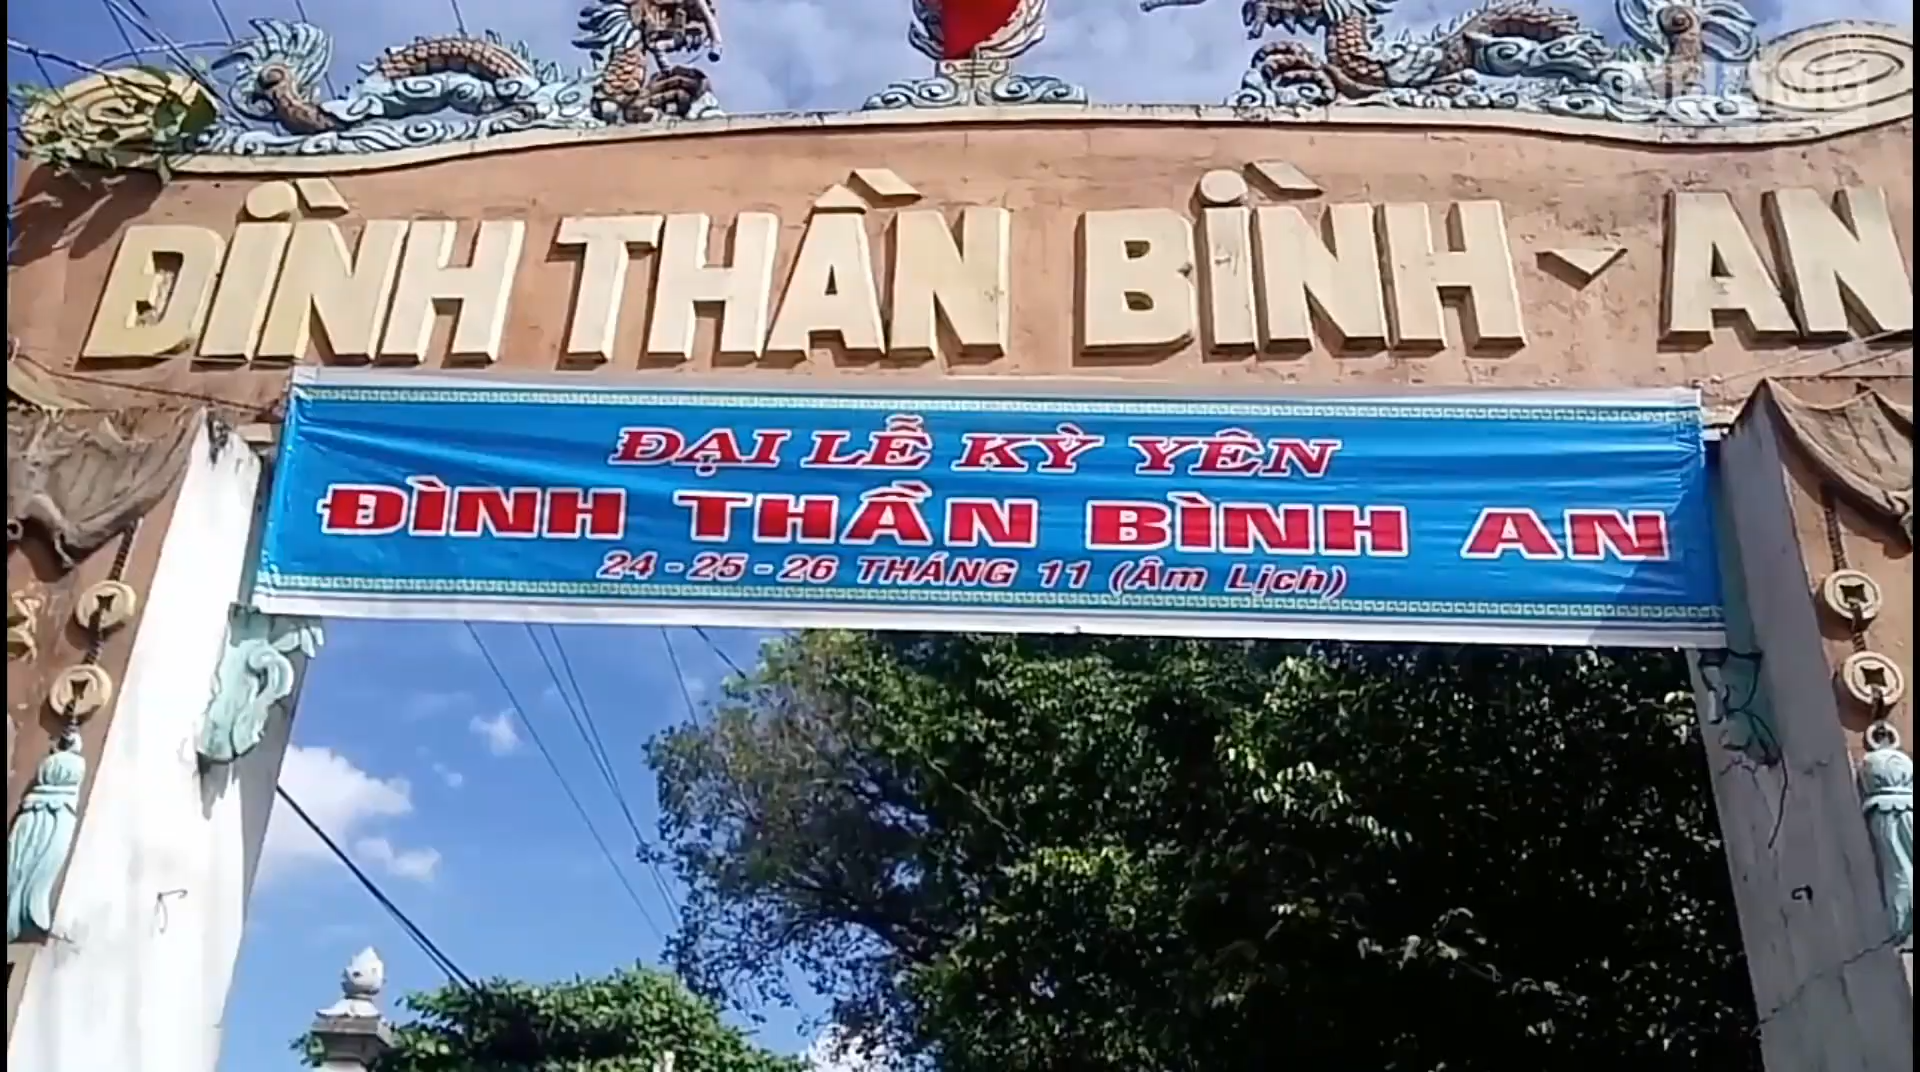 ĐÌNH THẦN BÌNH - AN
ĐẠI LỄ KỲ YÊN
ĐÌNH THẦN BÌNH AN
24 - 25 - 26 THÁNG 11 (Âm Lịch)